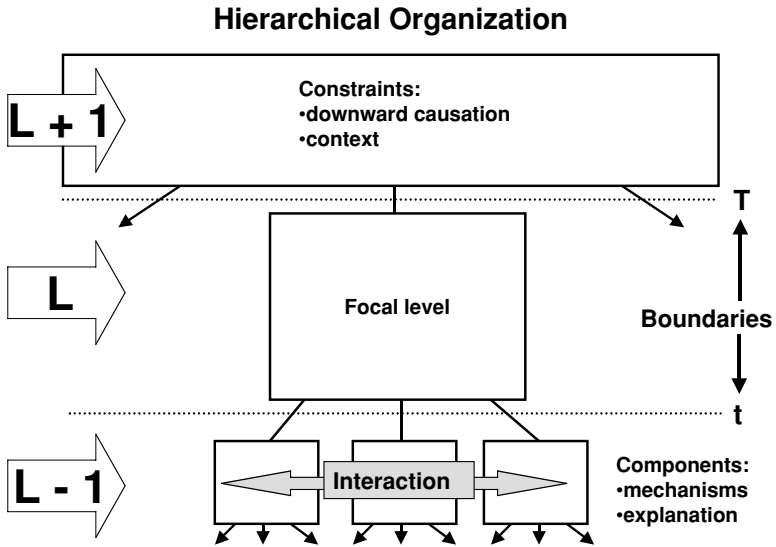 Hierarchical Organization
L + 1
Constraints:
•downward causation
•context
T
L
Focal level
Boundaries
t
L - 1
Interaction
Components:
•mechanisms
•explanation